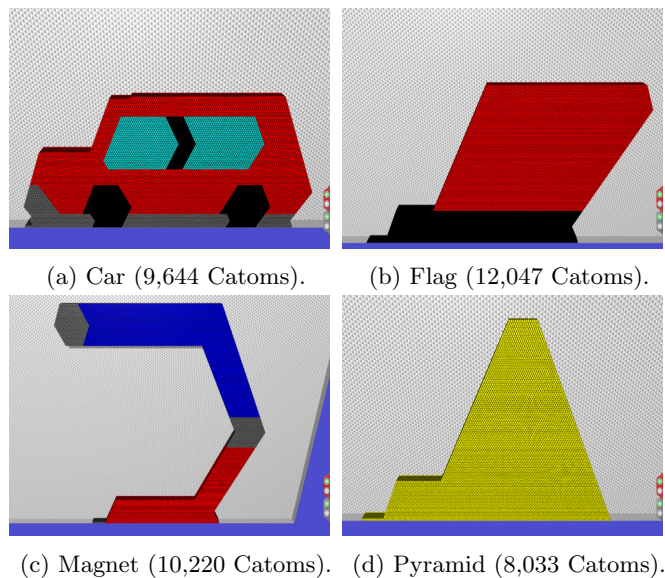 (a) Car (9,644 Catoms).
(b) Flag (12,047 Catoms).
(c) Magnet (10,220 Catoms).
(d) Pyramid (8,033 Catoms).